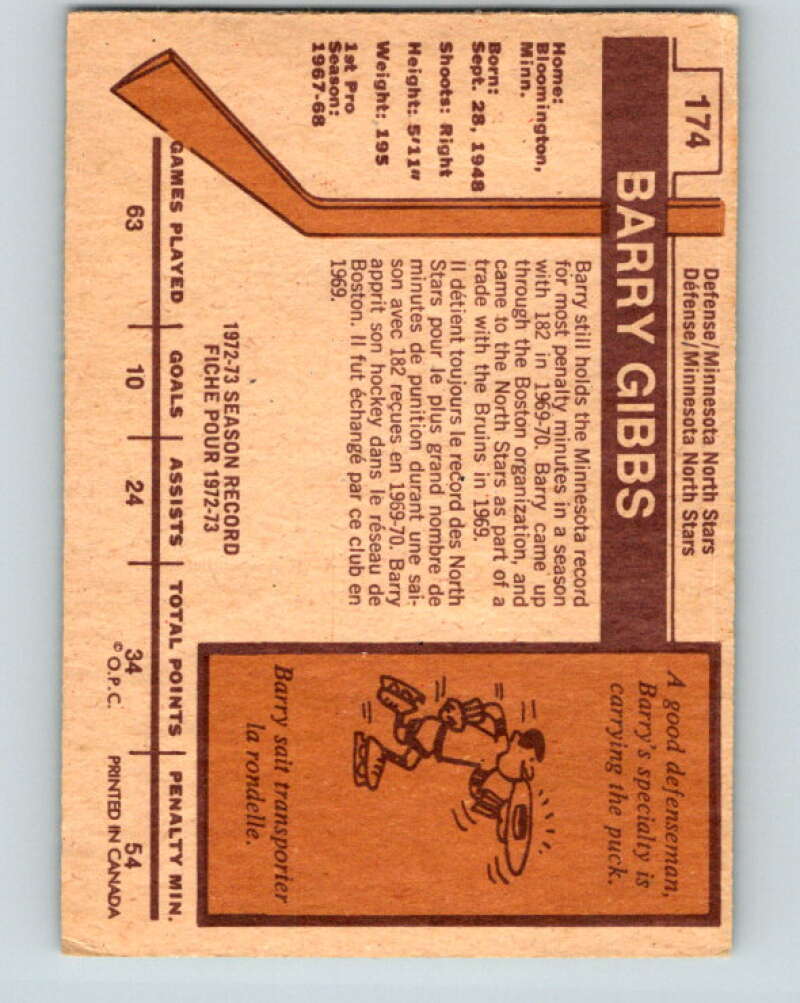 174
Defense/Minnesota North Stars
Défense/Minnesota North Stars
BARRY GIBBS
Home:
Bloomington,
Minn.
Born:
Sept. 28, 1948
Shoots: Right
Height: 5'11"
Weight: 195
1st Pro
Season:
1967-68
Barry still holds the Minnesota record
for most penalty minutes in a season
with 182 in 1969-70. Barry came up
through the Boston organization, and
came to the North Stars as part of a
trade with the Bruins in 1969.
Il détient toujours le record des North
Stars pour le plus grand nombre de
minutes de punition durant une sai-
son avec 182 reçues en 1969-70. Barry
apprit son hockey dans le réseau de
Boston. Il fut échangé par ce club en
1969.
A good defenseman,
Barry's specialty is
carrying the puck.
Barry sait transporter
la rondelle.
1972-73 SEASON RECORD
FICHE POUR 1972-73
GAMES PLAYED GOALS ASSISTS TOTAL POINTS PENALTY MIN.
63 10 24 34 54
© O.P.C. PRINTED IN CANADA